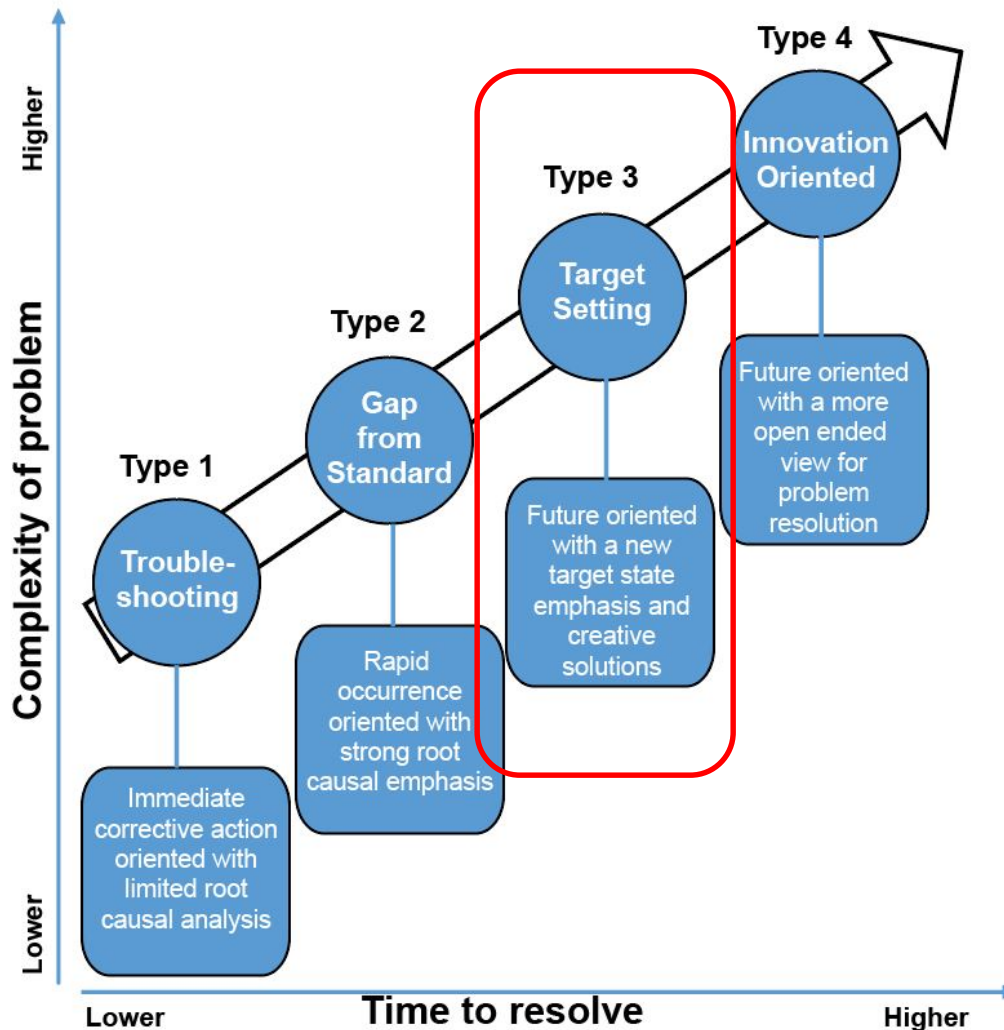 Type 4
Innovation
Oriented
Type 3
Target
Setting
Type 2
Gap
from
Standard
Type 1
Trouble-
shooting
Future oriented
with a more
open ended
view for
problem
resolution
Future oriented
with a new
target state
emphasis and
creative
solutions
Rapid
occurrence
oriented with
strong root
causal emphasis
Immediate
corrective action
oriented with
limited root
causal analysis
Higher
Complexity of problem
Lower
Lower
Time to resolve
Higher